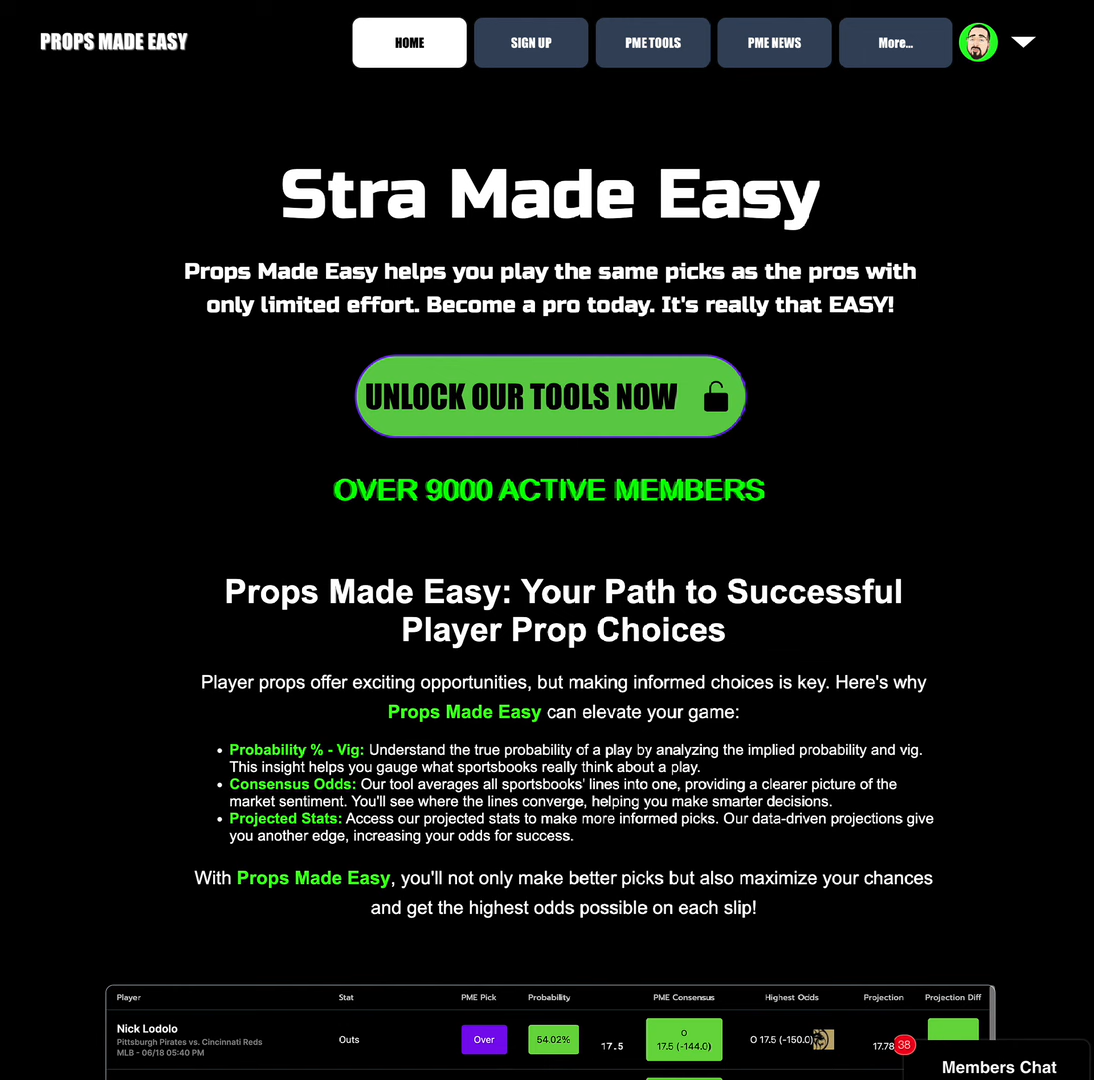 PROPS MADE EASY
HOME
SIGN UP
PME TOOLS
PME NEWS
More...
Stra Made Easy
Props Made Easy helps you play the same picks as the pros with
only limited effort. Become a pro today. It's really that EASY!
UNLOCK OUR TOOLS NOW
OVER 9000 ACTIVE MEMBERS
Props Made Easy: Your Path to Successful
Player Prop Choices
Player props offer exciting opportunities, but making informed choices is key. Here's why
Props Made Easy can elevate your game:
• Probability % - Vig: Understand the true probability of a play by analyzing the implied probability and vig.
This insight helps you gauge what sportsbooks really think about a play.
• Consensus Odds: Our tool averages all sportsbooks' lines into one, providing a clearer picture of the
market sentiment. You'll see where the lines converge, helping you make smarter decisions.
• Projected Stats: Access our projected stats to make more informed picks. Our data-driven projections give
you another edge, increasing your odds for success.
With Props Made Easy, you'll not only make better picks but also maximize your chances
and get the highest odds possible on each slip!
Player Stat PME Pick Probability PME Consensus Highest Odds Projection Projection Diff
Nick Lodolo
Pittsburgh Pirates vs. Cincinnati Reds
MLB - 06/18 05:40 PM
Outs
Over
54.02%
17.5
O
17.5 (-144.0)
O 17.5 (-150.0)
17.78
38
Members Chat